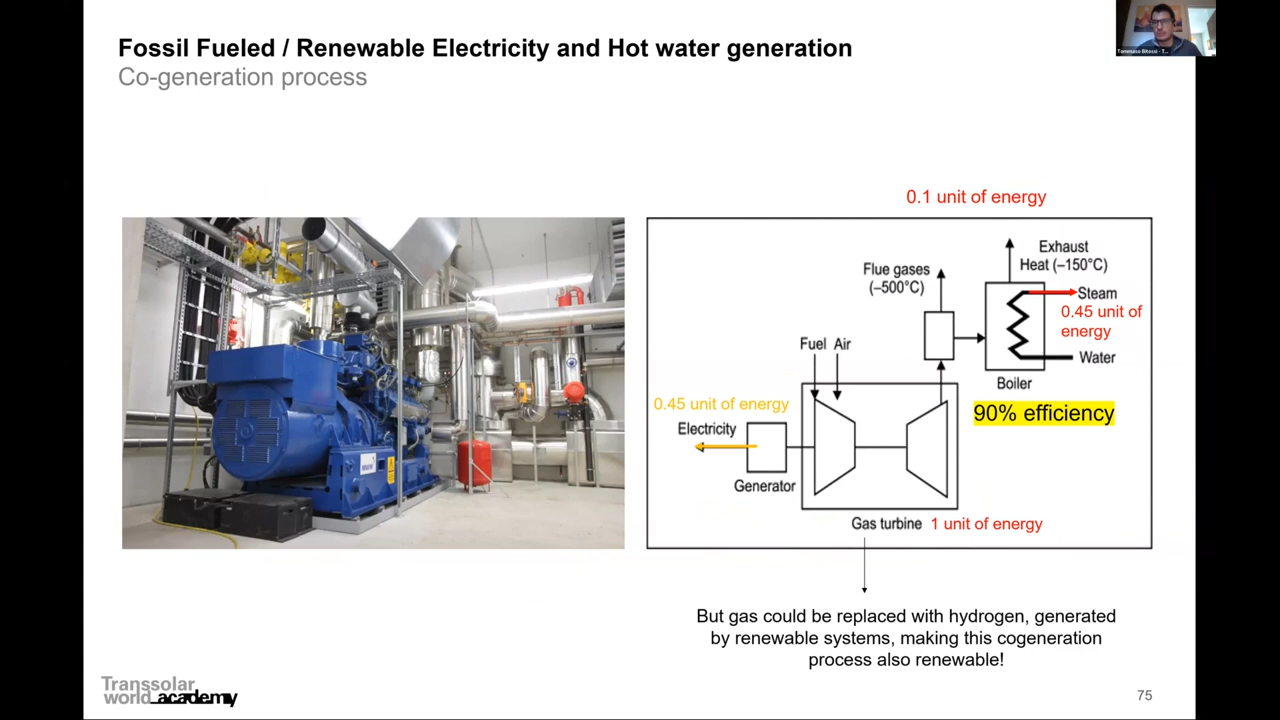 Fossil Fueled / Renewable Electricity and Hot water generation
Co-generation process
Tommaso Bitossi - T...
0.1 unit of energy
Exhaust
Heat (–150°C)
Flue gases
(–500°C)
Steam
0.45 unit of
energy
Fuel Air
Water
Boiler
0.45 unit of energy
90% efficiency
Electricity
Generator
Gas turbine 1 unit of energy
But gas could be replaced with hydrogen, generated
by renewable systems, making this cogeneration
process also renewable!
Transsolar
world academy
75